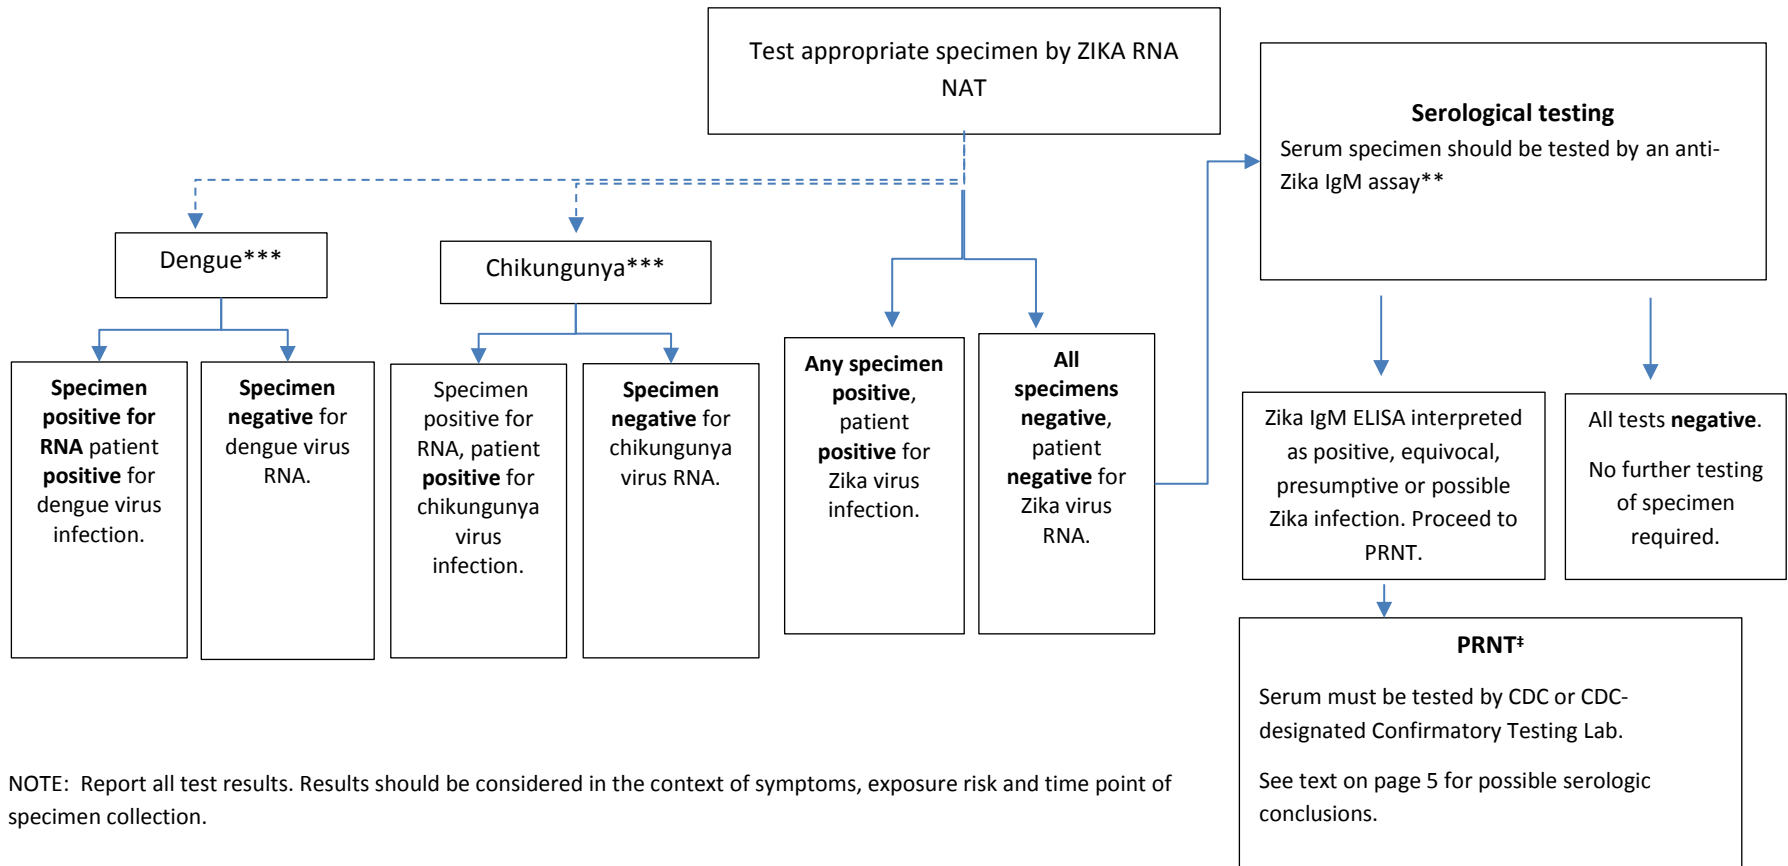 Test appropriate specimen by ZIKA RNA
NAT
Serological testing
Serum specimen should be tested by an anti-
Zika IgM assay**
Dengue***
Chikungunya***
Specimen
positive for
RNA patient
positive for
dengue virus
infection.
Specimen
negative for
dengue virus
RNA.
Specimen
positive for
RNA, patient
positive for
chikungunya
virus
infection.
Specimen
negative for
chikungunya
virus RNA.
Any specimen
positive,
patient
positive for
Zika virus
infection.
All
specimens
negative,
patient
negative for
Zika virus
RNA.
Zika IgM ELISA interpreted
as positive, equivocal,
presumptive or possible
Zika infection. Proceed to
PRNT.
All tests negative.
No further testing
of specimen
required.
PRNT‡
Serum must be tested by CDC or CDC-
designated Confirmatory Testing Lab.
See text on page 5 for possible serologic
conclusions.
NOTE: Report all test results. Results should be considered in the context of symptoms, exposure risk and time point of
specimen collection.